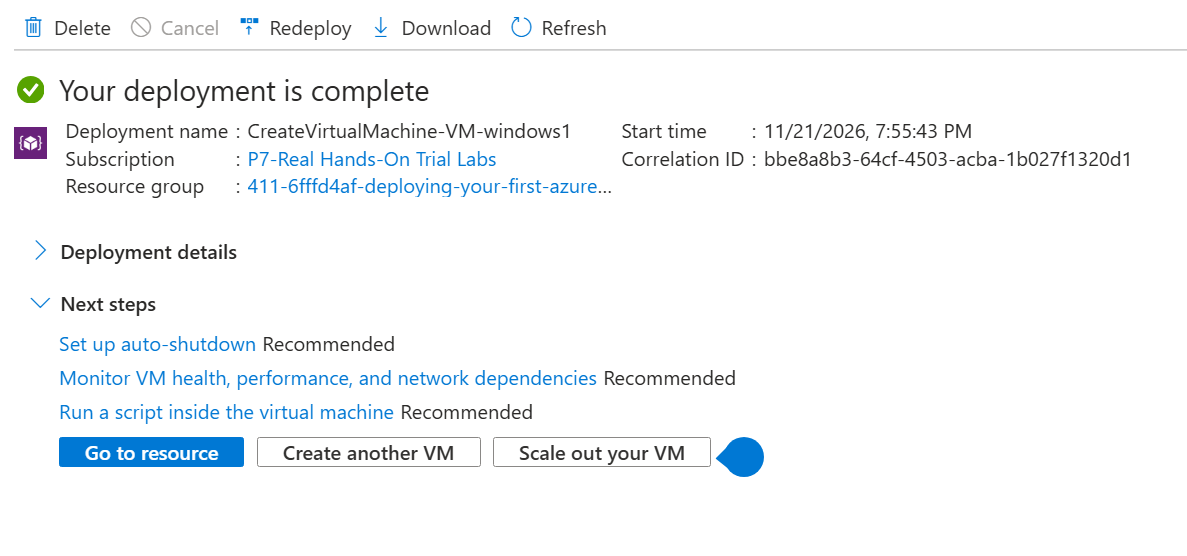 Delete Cancel Redeploy Download Refresh
Your deployment is complete
Deployment name : CreateVirtualMachine-VM-windows1 Start time : 11/21/2026, 7:55:43 PM
Subscription : P7-Real Hands-On Trial Labs Correlation ID : bbe8a8b3-64cf-4503-acba-1b027f1320d1
Resource group : 411-6fffd4af-deploying-your-first-azure...
Deployment details
Next steps
Set up auto-shutdown Recommended
Monitor VM health, performance, and network dependencies Recommended
Run a script inside the virtual machine Recommended
Go to resource Create another VM Scale out your VM